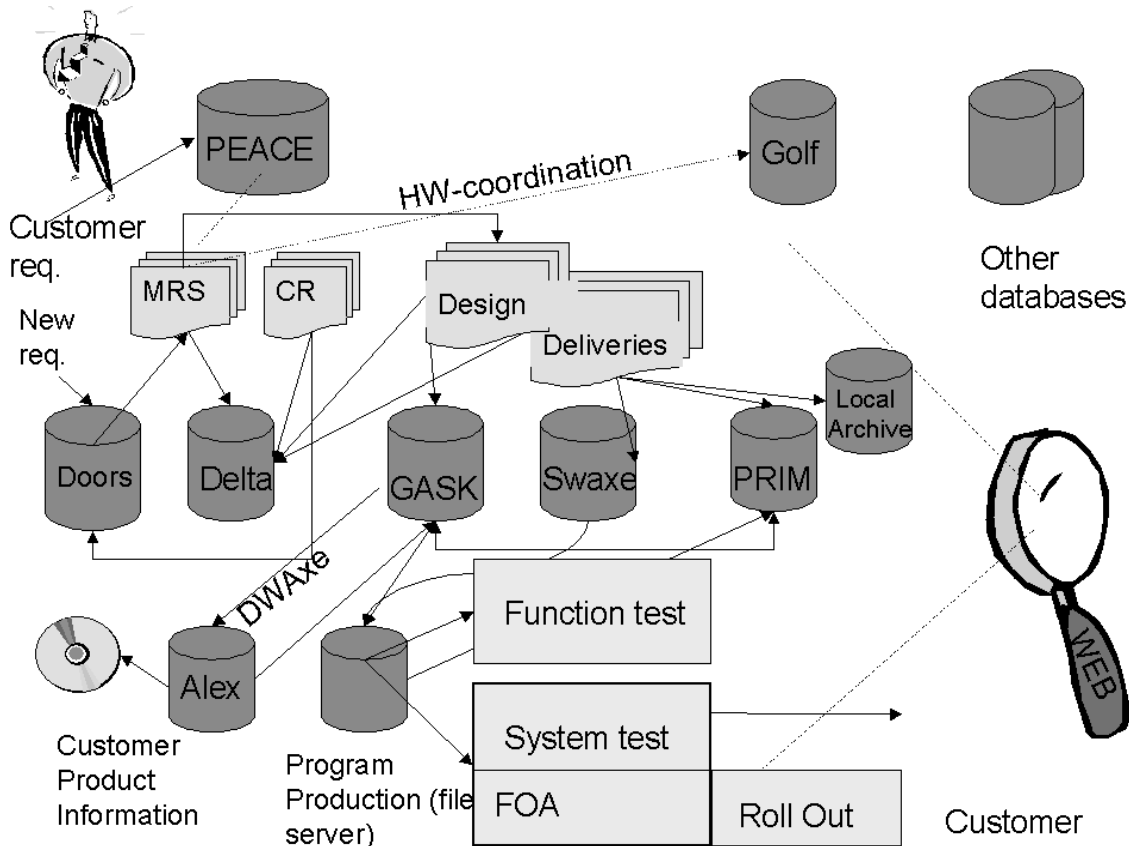 PEACE
Golf
HW-coordination
Customer
req.
MRS
CR
Design
Deliveries
Other
databases
New
req.
Local
Archive
Doors
Delta
GASK
Swaxe
PRIM
DWAxe
Function test
WEB
Alex
System test
Customer
Product
Information
Program
Production (file
server)
FOA
Roll Out
Customer